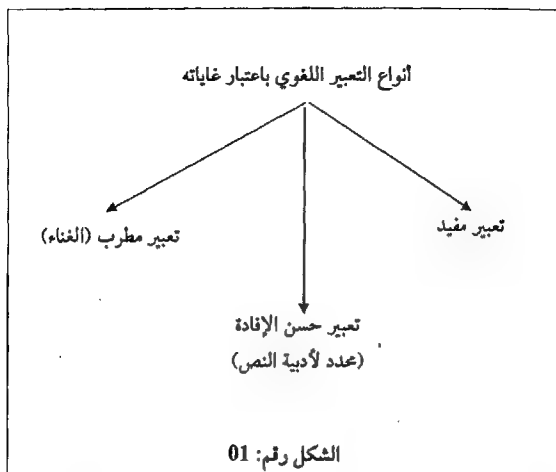 أنواع التعبير اللغوي باعتبار غاياته
تعبير مفيد
تعبير مطرب (الغناء)
تعبير حسن الإفادة
(محدد لأدبية النص)
الشكل رقم: 01